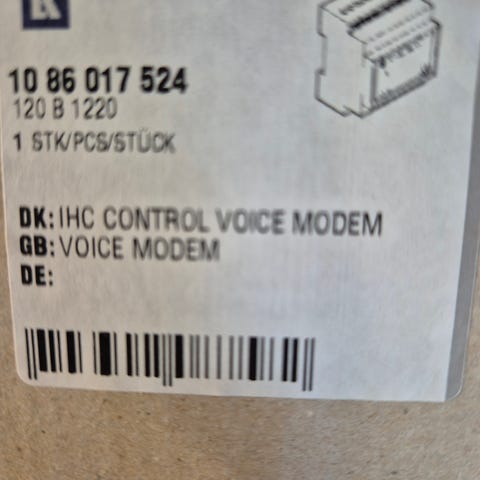 10 86 017 524
120 B 1220
1 STK/PCS/STÜCK
DK: IHC CONTROL VOICE MODEM
GB: VOICE MODEM
DE: